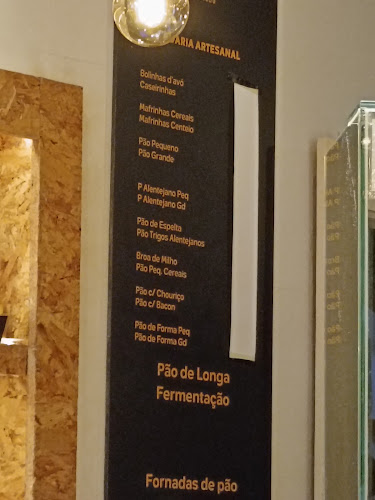 ARIA ARTESANAL
Bolinhas d'avó
Caseirinhas
Mafrinhas Cereais
Mafrinhas Centeio
Pão Pequeno
Pão Grande
P Alentejano Peq
P Alentejano Gd
Pão de Espelta
Pão Trigos Alentejanos
Broa de Milho
Pão Peq. Cereais
Pão c/ Chouriça
Pão c/ Bacon
Pão de Forma Peq
Pão de Forma Gd
Pão de Longa
Fermentação
Fornadas de pão